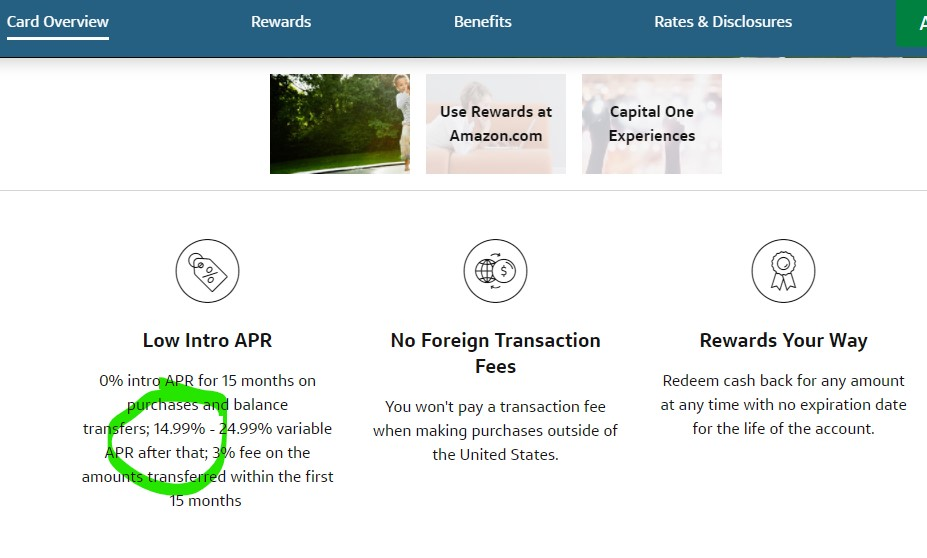 Card Overview
Rewards
Benefits
Rates & Disclosures
A
Use Rewards at
Amazon.com
Capital One
Experiences
%
$
Low Intro APR
0% intro APR for 15 months on
purchases and balance
transfers; 14.99% - 24.99% variable
APR after that; 3% fee on the
amounts transferred within the first
15 months
No Foreign Transaction
Fees
You won't pay a transaction fee
when making purchases outside of
the United States.
Rewards Your Way
Redeem cash back for any amount
at any time with no expiration date
for the life of the account.